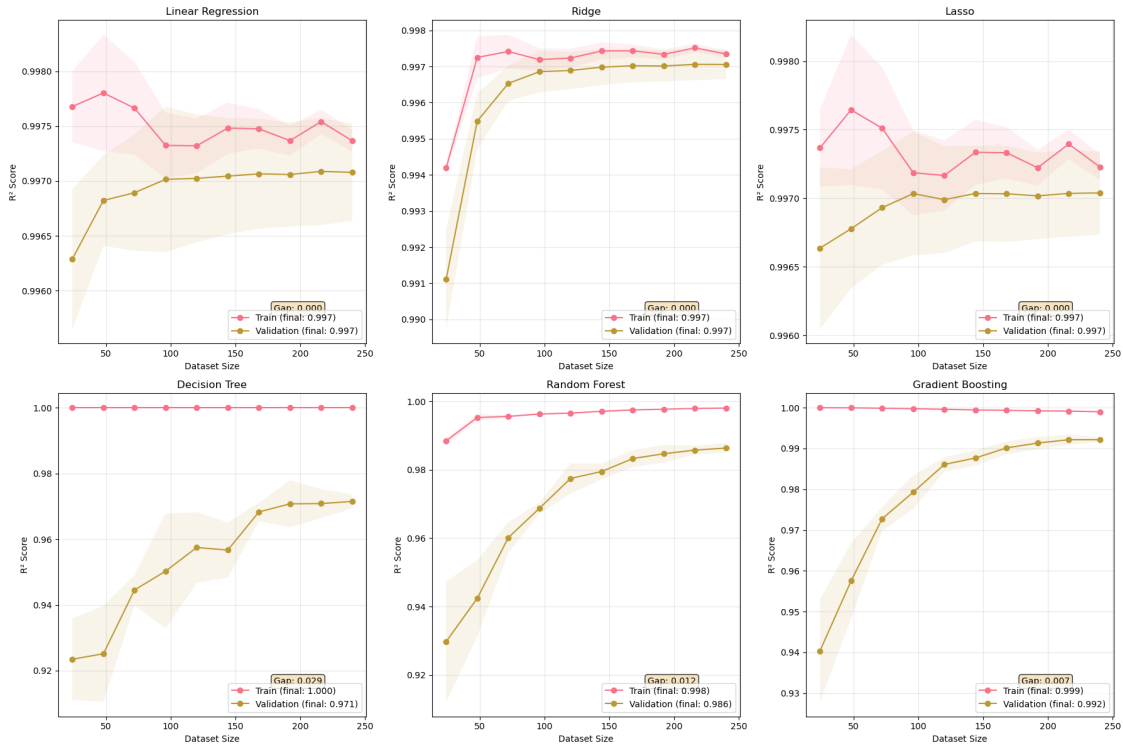 Linear Regression
R² Score
0.9980
0.9975
0.9970
0.9965
0.9960
Gap: 0.000
Train (final: 0.997)
Validation (final: 0.997)
50
100
150
200
250
Dataset Size
Ridge
R² Score
0.998
0.997
0.996
0.995
0.994
0.993
0.992
0.991
0.990
Gap: 0.000
Train (final: 0.997)
Validation (final: 0.997)
50
100
150
200
250
Dataset Size
Lasso
R² Score
0.9980
0.9975
0.9970
0.9965
0.9960
Gap: 0.000
Train (final: 0.997)
Validation (final: 0.997)
50
100
150
200
250
Dataset Size
Decision Tree
R² Score
1.00
0.98
0.96
0.94
0.92
Gap: 0.029
Train (final: 1.000)
Validation (final: 0.971)
50
100
150
200
250
Dataset Size
Random Forest
R² Score
1.00
0.98
0.96
0.94
0.92
Gap: 0.012
Train (final: 0.998)
Validation (final: 0.986)
50
100
150
200
250
Dataset Size
Gradient Boosting
R² Score
1.00
0.99
0.98
0.97
0.96
0.95
0.94
0.93
Gap: 0.007
Train (final: 0.999)
Validation (final: 0.992)
50
100
150
200
250
Dataset Size